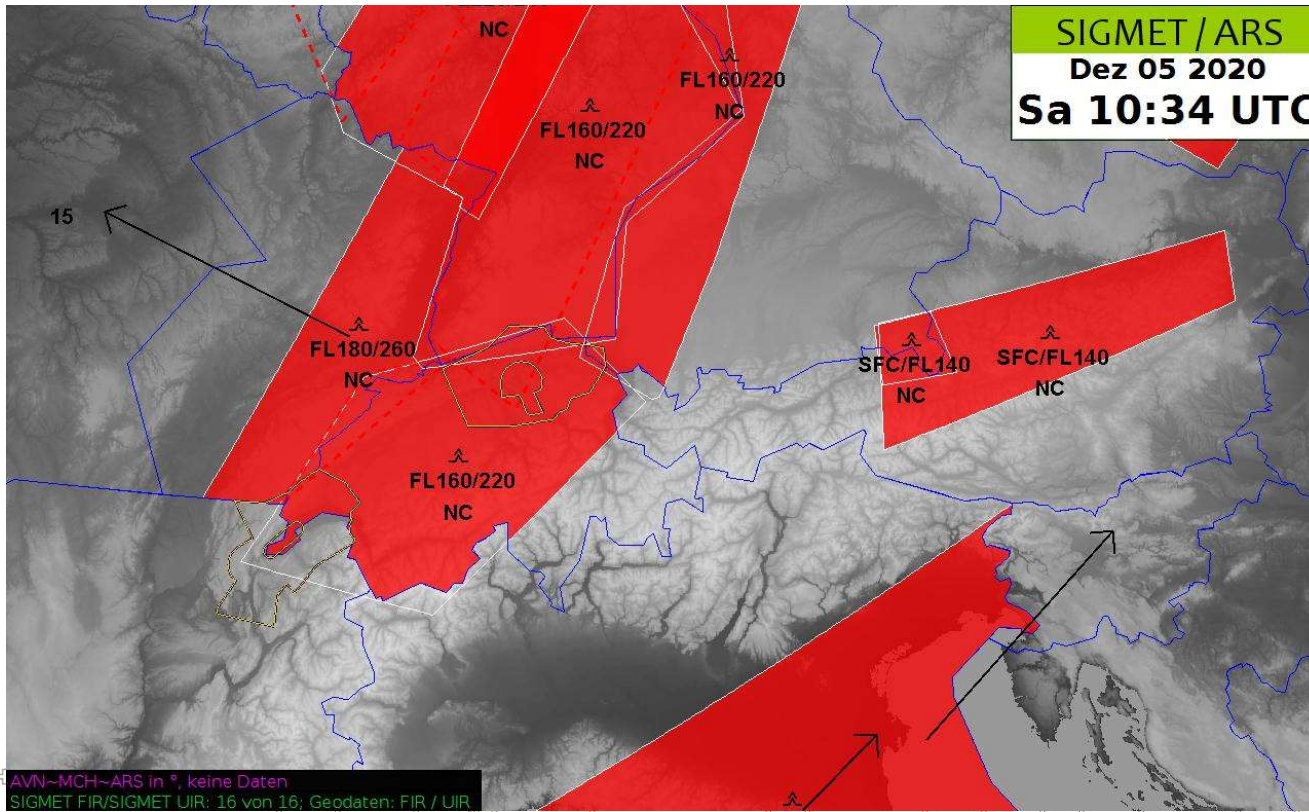 NC
SIGMET / ARS
Dez 05 2020
Sa 10:34 UTC
FL160/220
NC
FL160/220
NC
15
FL180/260
NC
SFC/FL140
NC
SFC/FL140
NC
FL160/220
NC
AVN~MCH~ARS in °, keine Daten
SIGMET FIR/SIGMET UIR: 16 von 16; Geodaten: FIR / UIR